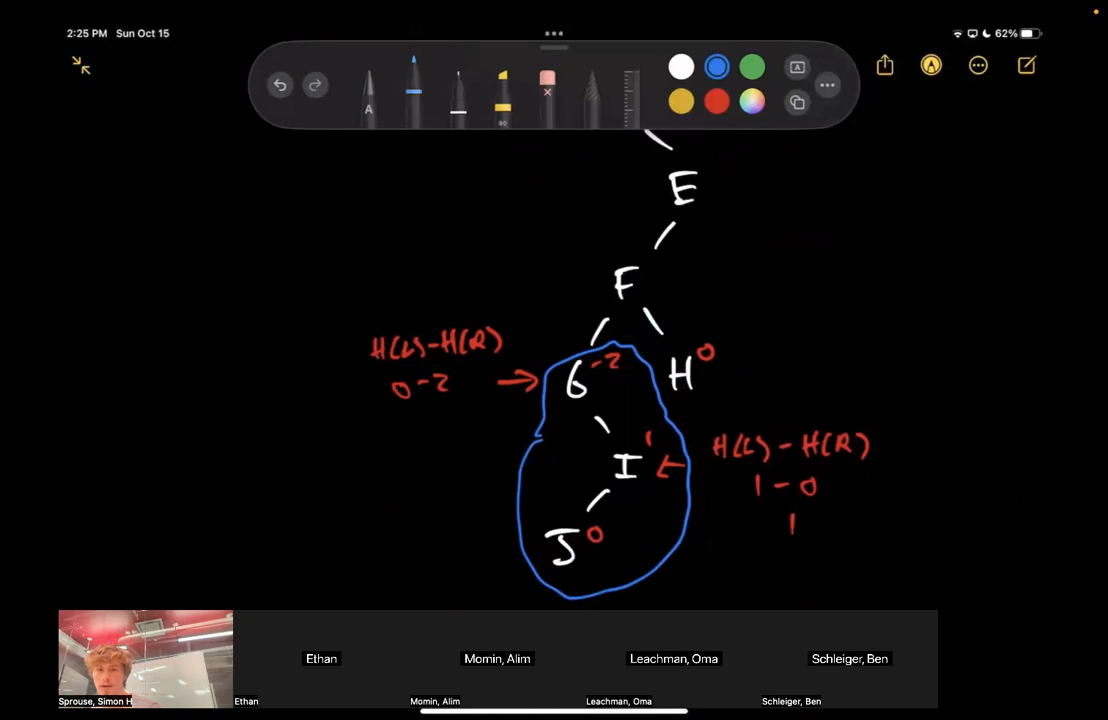 2:25 PM Sun Oct 15
62%
A
80
A
E
F
H(L)-H(R)
0-2
G -2
H 0
I 1
H(L) - H(R)
1 - 0
1
J 0
Ethan
Momin, Alim
Leachman, Oma
Schleiger, Ben
Sprouse, Simon H
Ethan
Momin, Alim
Leachman, Oma
Schleiger, Ben